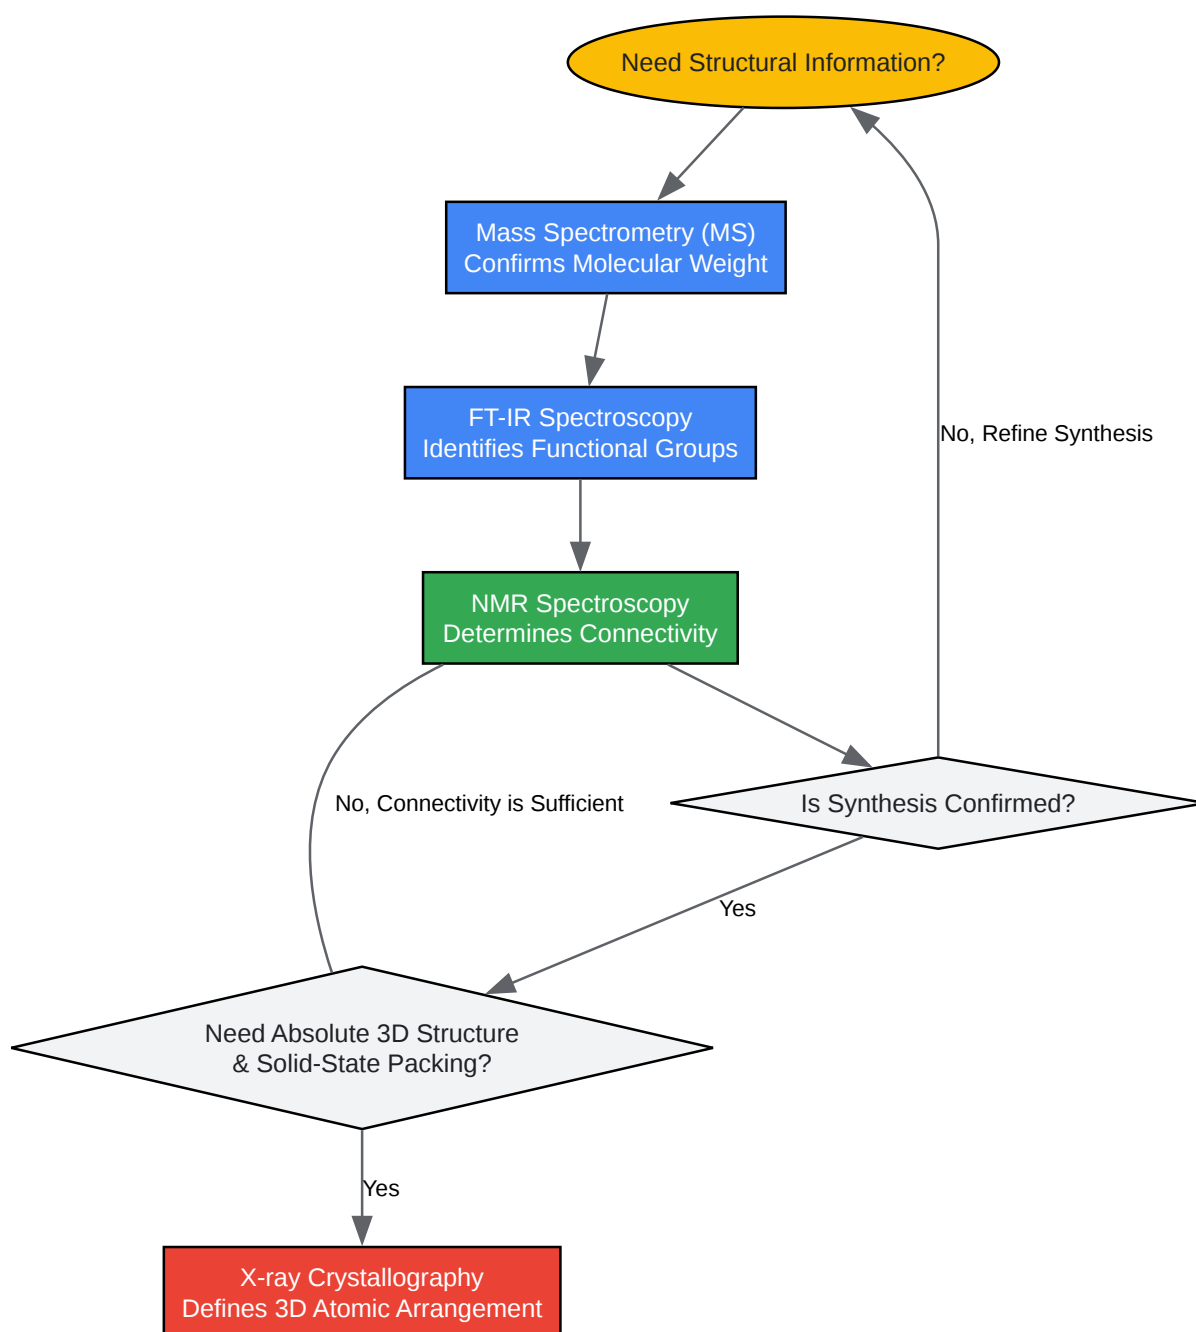 Need Structural Information?
Mass Spectrometry (MS)
Confirms Molecular Weight
FT-IR Spectroscopy
Identifies Functional Groups
No, Refine Synthesis
NMR Spectroscopy
Determines Connectivity
No, Connectivity is Sufficient
Is Synthesis Confirmed?
Yes
Need Absolute 3D Structure
& Solid-State Packing?
Yes
X-ray Crystallography
Defines 3D Atomic Arrangement